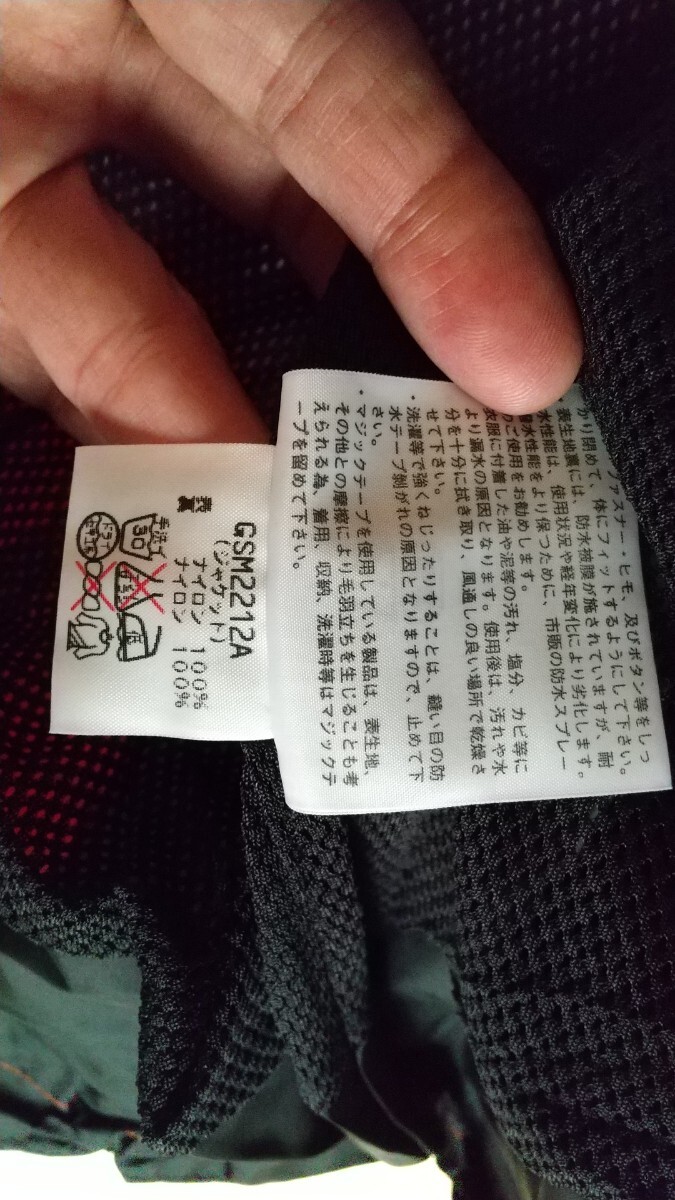 ファスナー・ヒモ、及びボタン等をしっ
かり閉めて、体にフィットするようにして下さい。
表生地裏には、防水被膜が施されていますが、耐
水性能は、使用状況や経年変化により劣化します。
水性能をより保つために、市販の防水スプレー
のご使用をお勧めします。
衣服に付着した油や泥等の汚れ、塩分、カビ等に
より漏水の原因となります。使用後は、汚れや水
分を十分に拭き取り、風通しの良い場所で乾燥さ
せて下さい。
・洗濯等で強くねじったりすることは、縫い目の防
水テープ剥がれの原因となりますので、止めて下
さい。
・マジックテープを使用している製品は、表生地、
その他との摩擦により毛羽立ちを生じることも考
えられる為、着用、収納、洗濯時等はマジックテ
ープを留めて下さい。
GSM2212A
(ジャケット)
表 ナイロン 100%
裏 ナイロン 100%
手洗イ
30
ドライ